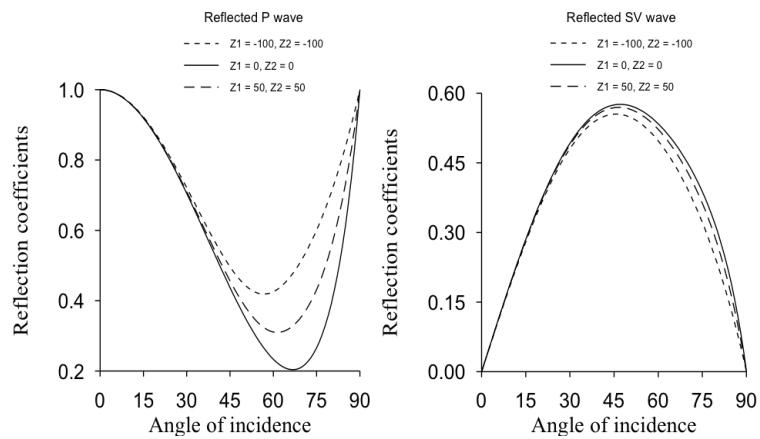 Reflected P wave
Z1 = -100, Z2 = -100
Z1 = 0, Z2 = 0
Z1 = 50, Z2 = 50
1.0
0.8
0.6
0.4
0.2
Reflection coefficients
0 15 30 45 60 75 90
Angle of incidence
Reflected SV wave
Z1 = -100, Z2 = -100
Z1 = 0, Z2 = 0
Z1 = 50, Z2 = 50
0.60
0.45
0.30
0.15
0.00
Reflection coefficients
0 15 30 45 60 75 90
Angle of incidence